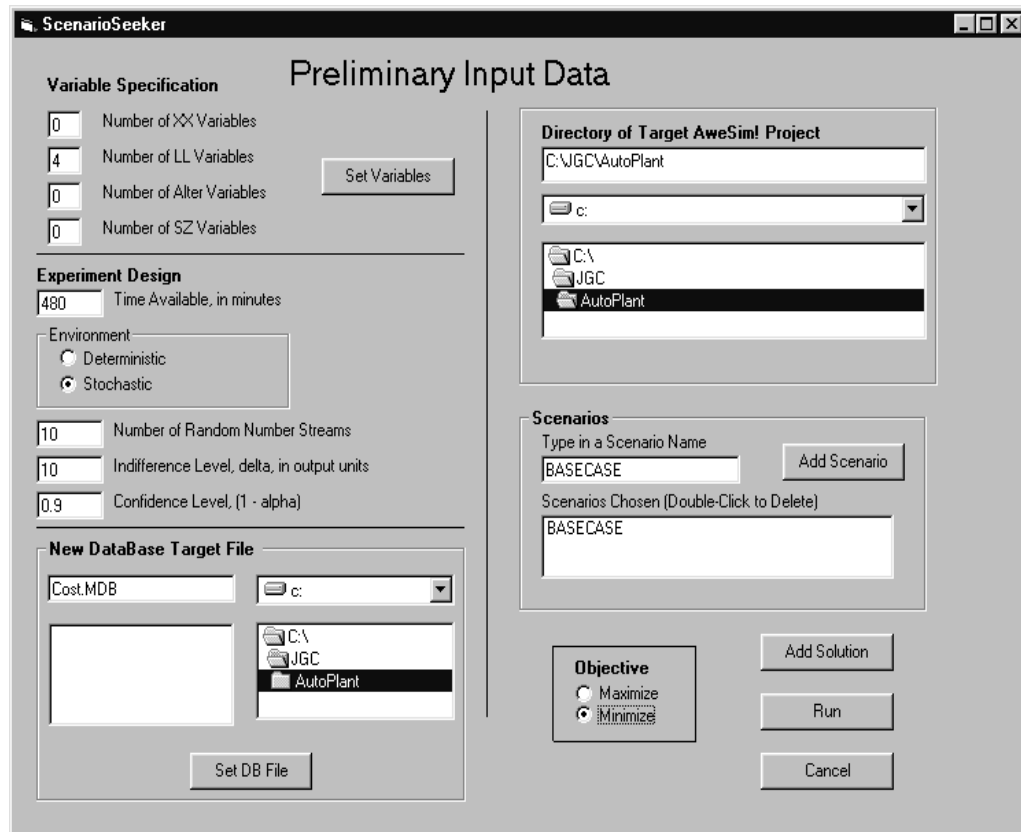 ScenarioSeeker
Preliminary Input Data
Variable Specification
0 Number of XX Variables
4 Number of LL Variables
0 Number of Alter Variables
0 Number of SZ Variables
Set Variables
Experiment Design
480 Time Available, in minutes
Environment
Deterministic
Stochastic
10 Number of Random Number Streams
10 Indifference Level, delta, in output units
0.9 Confidence Level, (1 - alpha)
New DataBase Target File
Cost.MDB
c:
C:\
JGC
AutoPlant
Set DB File
Directory of Target AweSim! Project
C:\JGC\AutoPlant
c:
C:\
JGC
AutoPlant
Scenarios
Type in a Scenario Name
BASECASE
Add Scenario
Scenarios Chosen (Double-Click to Delete)
BASECASE
Objective
Maximize
Minimize
Add Solution
Run
Cancel